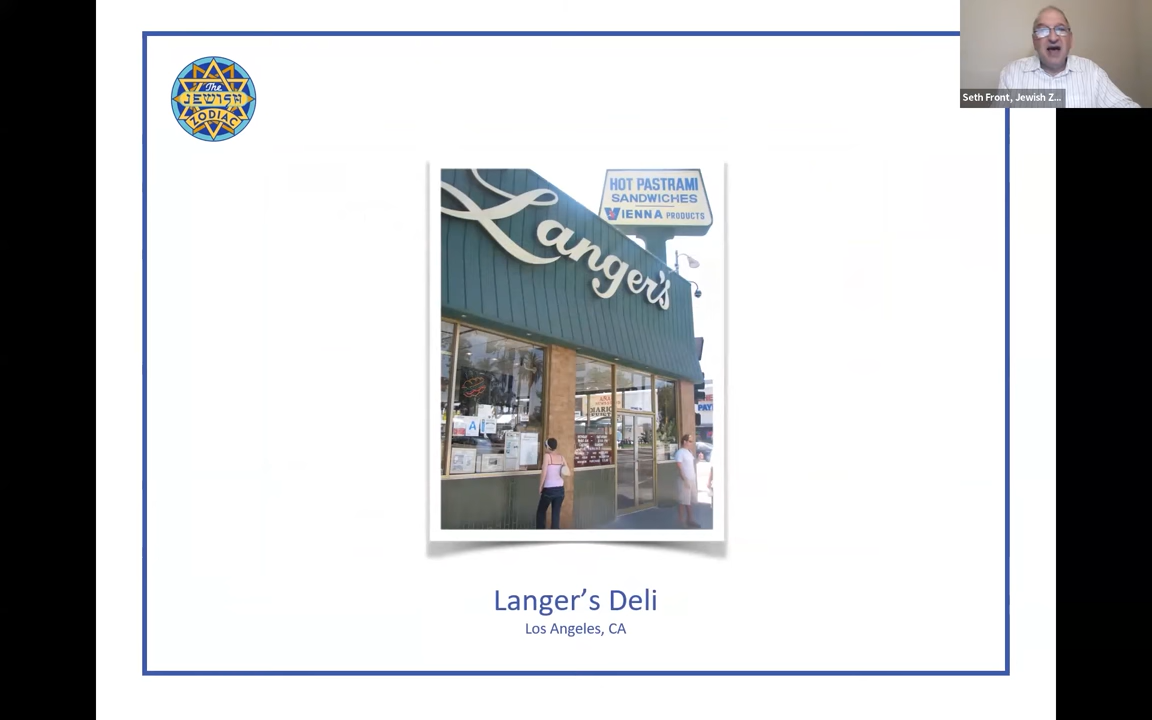 The
JEWISH
ZODIAC
Seth Front, Jewish Z...
HOT PASTRAMI
SANDWICHES
VIENNA PRODUCTS
Langer's
A
Langer's Deli
Los Angeles, CA